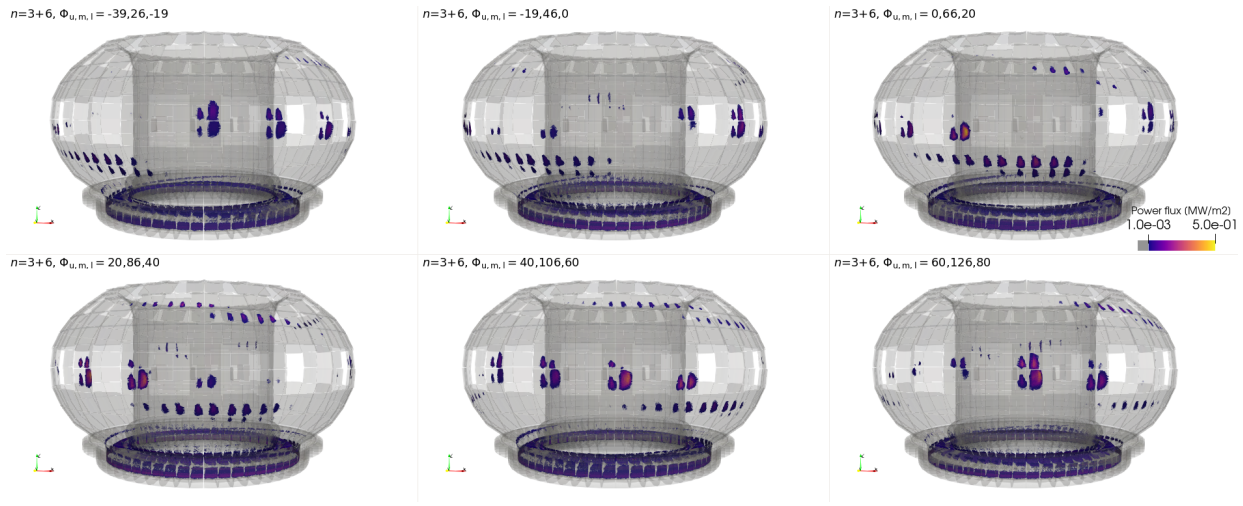 n=3+6, Φu, m, l = -39,26,-19
n=3+6, Φu, m, l = -19,46,0
n=3+6, Φu, m, l = 0,66,20
Power flux (MW/m2)
1.0e-03 5.0e-01
n=3+6, Φu, m, l = 20,86,40
n=3+6, Φu, m, l = 40,106,60
n=3+6, Φu, m, l = 60,126,80